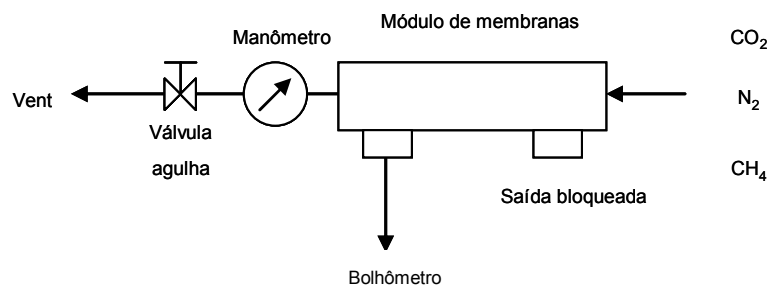 Módulo de membranas
Manômetro
CO2
Vent
N2
Válvula
agulha
CH4
Saída bloqueada
Bolhômetro